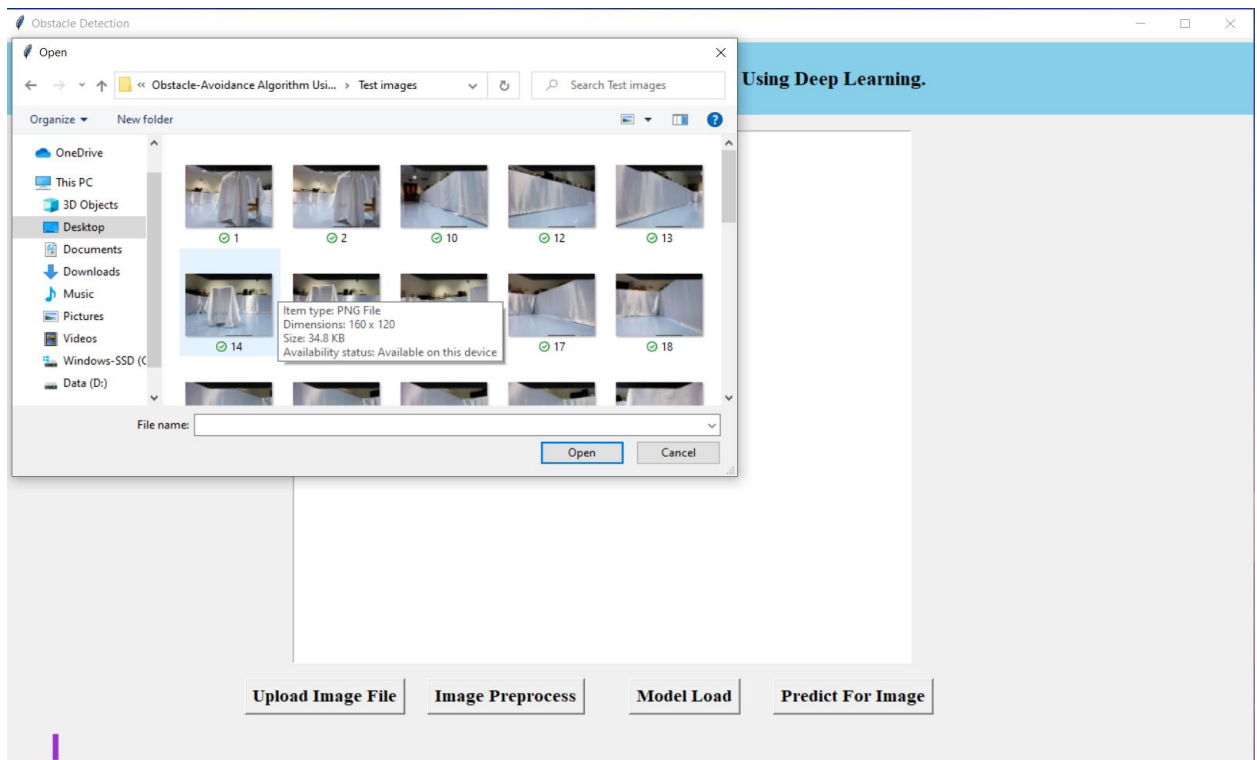 Obstacle Detection
Open
« Obstacle-Avoidance Algorithm Usi... › Test images
Search Test images
Using Deep Learning.
Organize
New folder
OneDrive
This PC
3D Objects
Desktop
Documents
Downloads
Music
Pictures
Videos
Windows-SSD (C
Data (D:)
1
2
10
12
13
14
17
18
Item type: PNG File
Dimensions: 160 x 120
Size: 34.8 KB
Availability status: Available on this device
File name:
Open
Cancel
Upload Image File
Image Preprocess
Model Load
Predict For Image